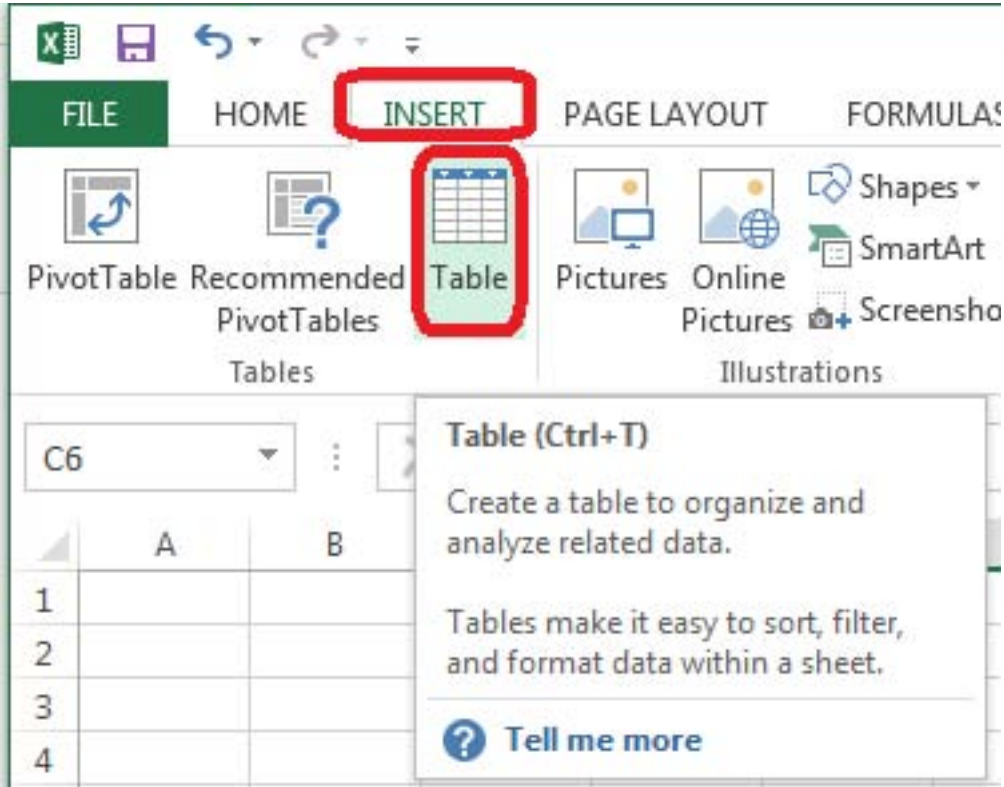 FILE HOME INSERT PAGE LAYOUT FORMULAS
PivotTable Recommended PivotTables Table Pictures Online Pictures
Shapes
SmartArt
Tables Illustrations
C6
Table (Ctrl+T)
Create a table to organize and
analyze related data.
Tables make it easy to sort, filter,
and format data within a sheet.
Tell me more
A B
1
2
3
4